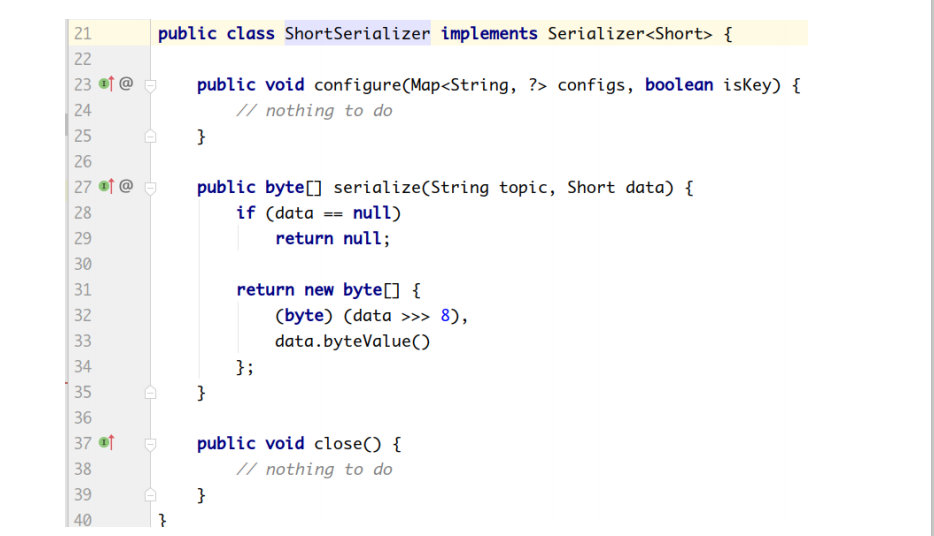 21 public class ShortSerializer implements Serializer<Short> {
22
23 @ public void configure(Map<String, ?> configs, boolean isKey) {
24 // nothing to do
25 }
26
27 @ public byte[] serialize(String topic, Short data) {
28 if (data == null)
29 return null;
30
31 return new byte[] {
32 (byte) (data >>> 8),
33 data.byteValue()
34 };
35 }
36
37 public void close() {
38 // nothing to do
39 }
40 }